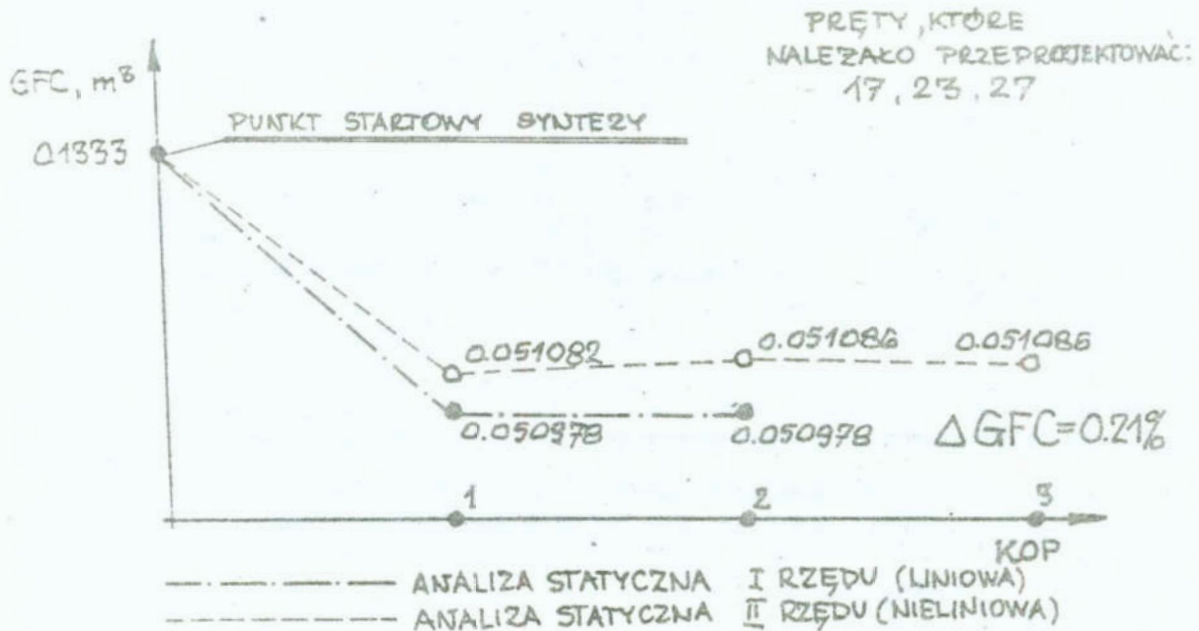 PRĘTY, KTÓRE
NALEŻAŁO PRZEPROJEKTOWAĆ:
17, 23, 27
GFC, m³
PUNKT STARTOWY SYNTEZY
0.1333
0.051082
0.051086
0.051086
0.050978
0.050978
ΔGFC=0.21%
1
2
3
KOP
ANALIZA STATYCZNA I RZĘDU (LINIOWA)
ANALIZA STATYCZNA II RZĘDU (NIELINIOWA)